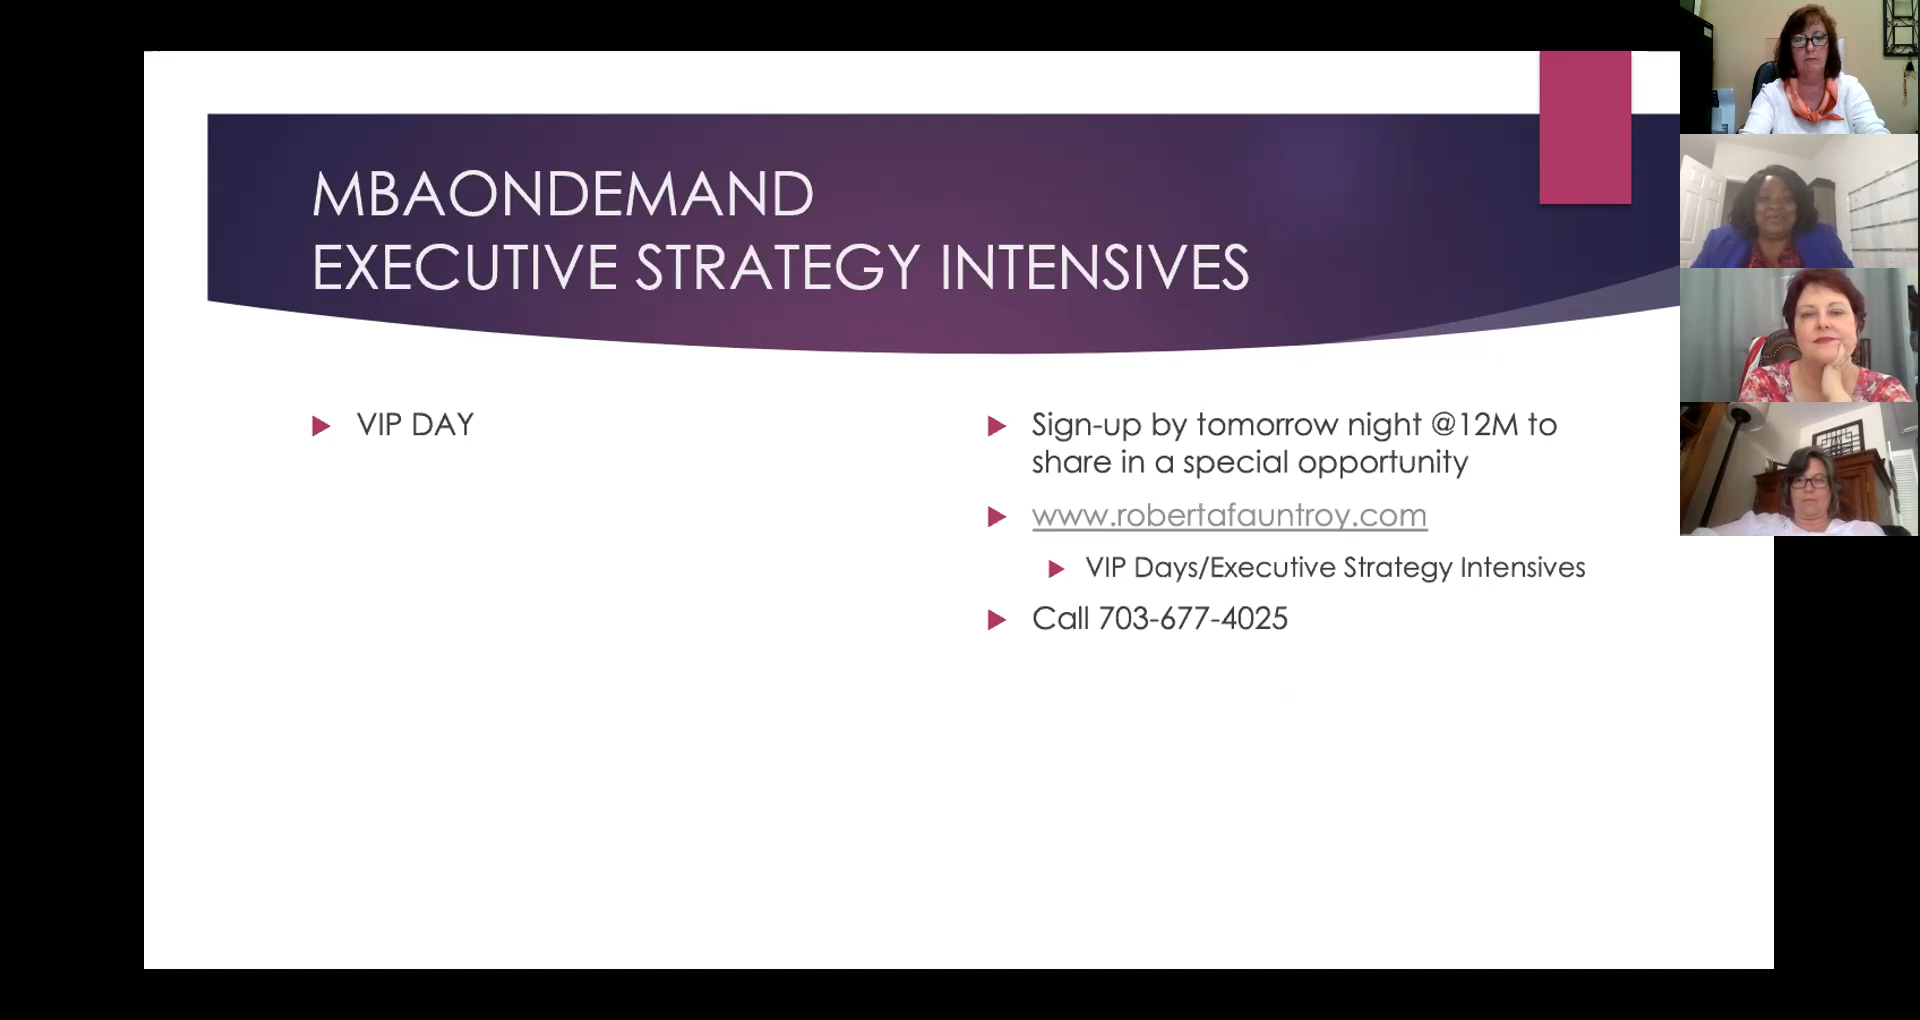 MBAONDEMAND
EXECUTIVE STRATEGY INTENSIVES
VIP DAY
Sign-up by tomorrow night @12M to
share in a special opportunity
www.robertafauntroy.com
VIP Days/Executive Strategy Intensives
Call 703-677-4025